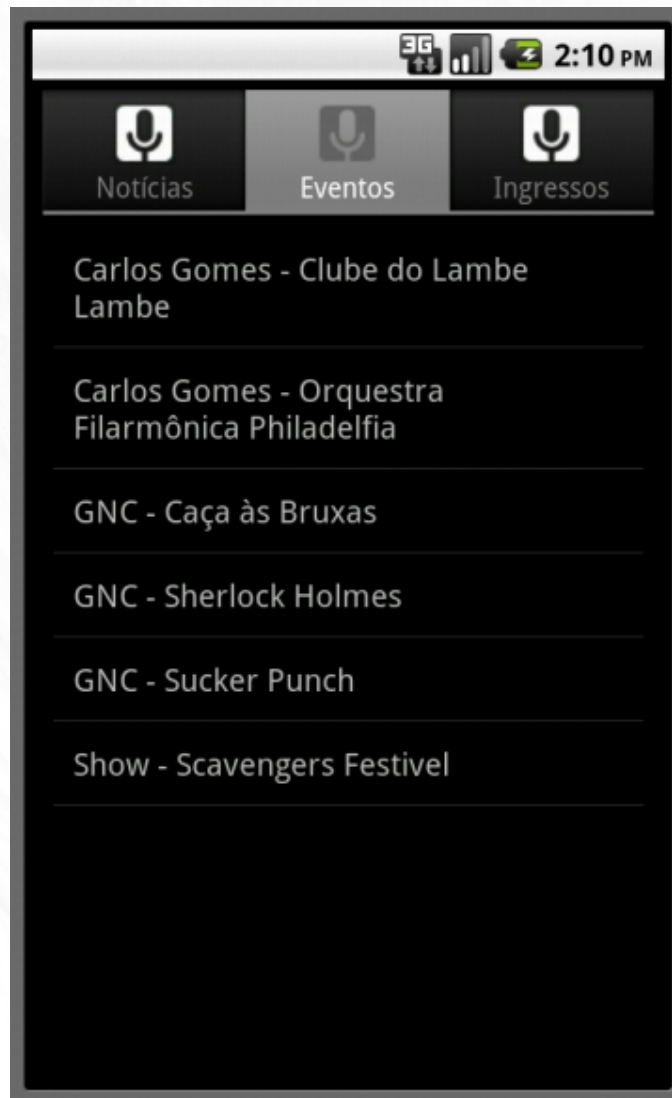 3G 2:10 PM
Notícias Eventos Ingressos
Carlos Gomes - Clube do Lambe
Lambe
Carlos Gomes - Orquestra
Filarmônica Philadelfia
GNC - Caça às Bruxas
GNC - Sherlock Holmes
GNC - Sucker Punch
Show - Scavengers Festivel